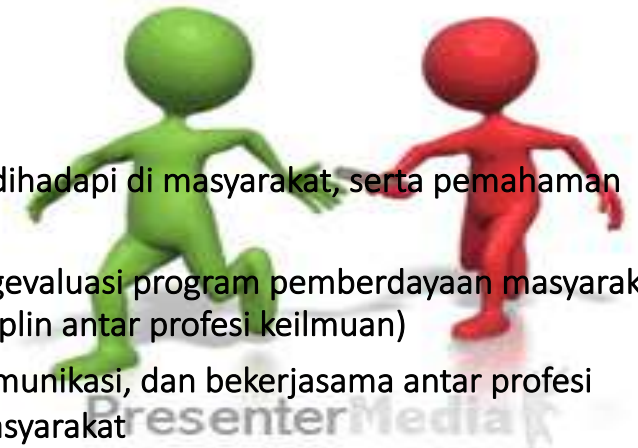 dihadapi di masyarakat, serta pemahaman
gevaluasi program pemberdayaan masyarak
plin antar profesi keilmuan)
munikasi, dan bekerjasama antar profesi
asyarakat
PresenterMedia